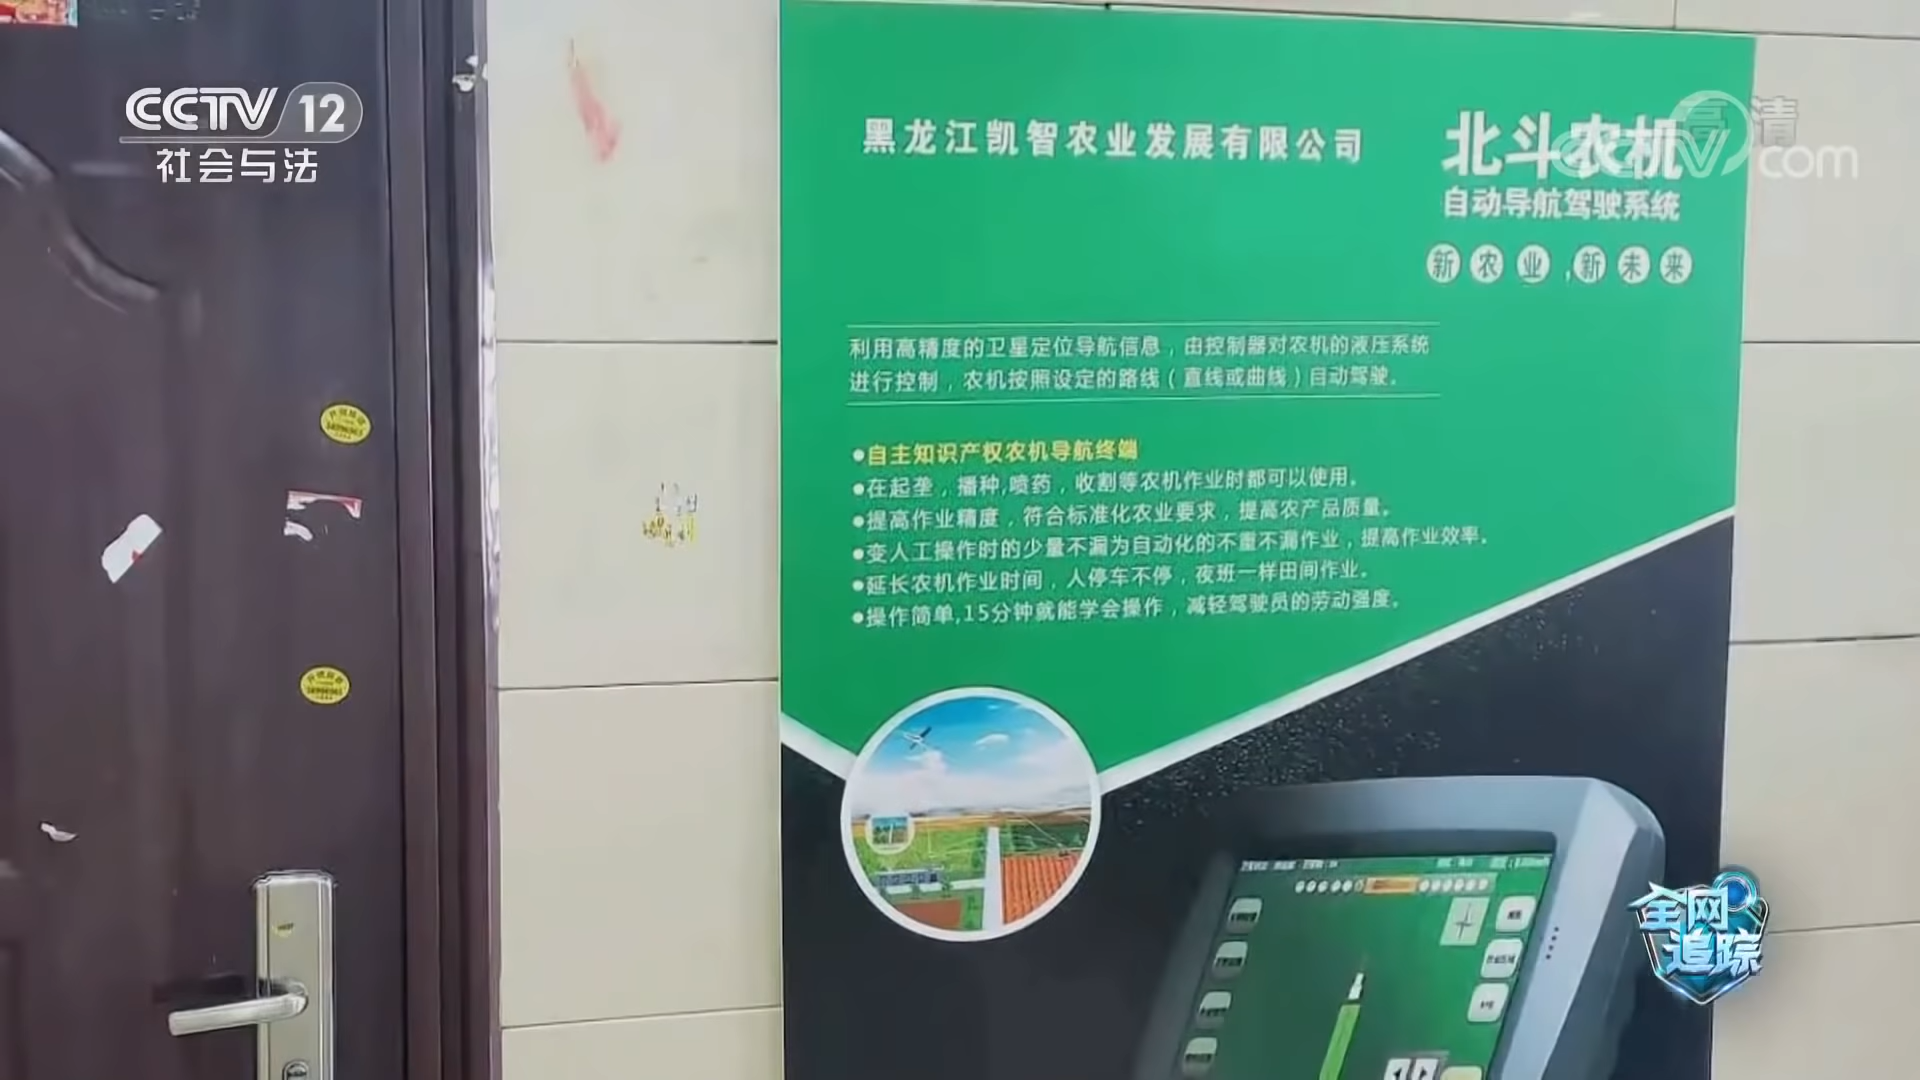 CCTV 12
社会与法
高清
cctv.com
黑龙江凯智农业发展有限公司
北斗农机
自动导航驾驶系统
新农业,新未来
利用高精度的卫星定位导航信息，由控制器对农机的液压系统
进行控制，农机按照设定的路线（直线或曲线）自动驾驶。
●自主知识产权农机导航终端
●在起垄，播种,喷药，收割等农机作业时都可以使用。
●提高作业精度，符合标准化农业要求，提高农产品质量。
●变人工操作时的少量不漏为自动化的不重不漏作业，提高作业效率。
●延长农机作业时间，人停车不停，夜班一样田间作业。
●操作简单,15分钟就能学会操作，减轻驾驶员的劳动强度。
全网
追踪